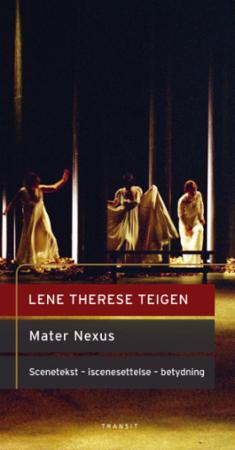 LENE THERESE TEIGEN
Mater Nexus
Scenetekst – iscenesettelse – betydning
TRANSIT